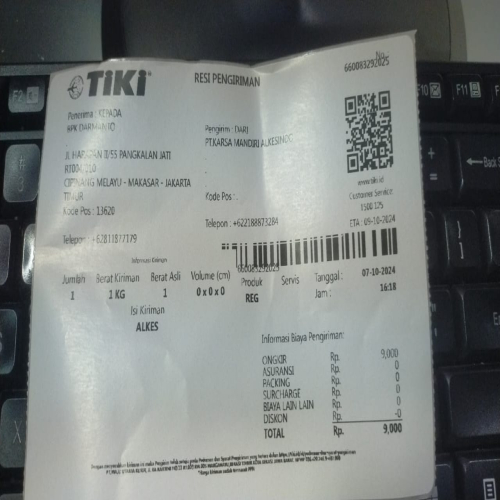 TiKi
RESI PENGIRIMAN
No.
660083292025
Penerima : KEPADA
BPK DARMANTO
JL HARAPAN II/55 PANGKALAN JATI
CIPINANG MELAYU - MAKASAR - JAKARTA
TIMUR
Kode Pos : 13620
Telepon : +62811877179
Pengirim : DARI
PT.KARSA MANDIRI ALKESINDO
Kode Pos :
Telepon : +622188873284
www.tiki.id
Customer Service
1500 125
ETA : 09-10-2024
660083292025
Informasi Kiriman
Jumlah Berat Kiriman Berat Asli Volume (cm) Produk Servis Tanggal : 07-10-2024
1 1 KG 1 0 x 0 x 0 REG Jam : 16:18
Isi Kiriman
ALKES
Informasi Biaya Pengiriman:
ONGKIR Rp. 9,000
ASURANSI Rp. 0
PACKING Rp. 0
SURCHARGE Rp. 0
BIAYA LAIN LAIN Rp. 0
DISKON Rp. -0
TOTAL Rp. 9,000
F10
F11
Back